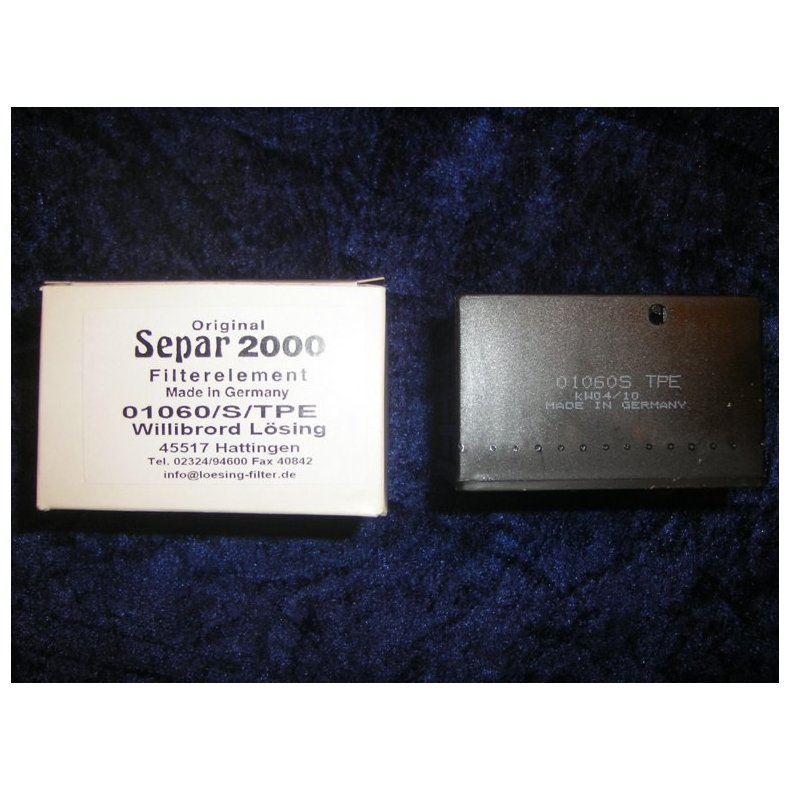 Original
Separ 2000
Filterelement
Made in Germany
01060/S/TPE
Willibrord Lösing
45517 Hattingen
Tel. 02324/94600 Fax 40842
info@loesing-filter.de
01060S TPE
KW04/10
MADE IN GERMANY